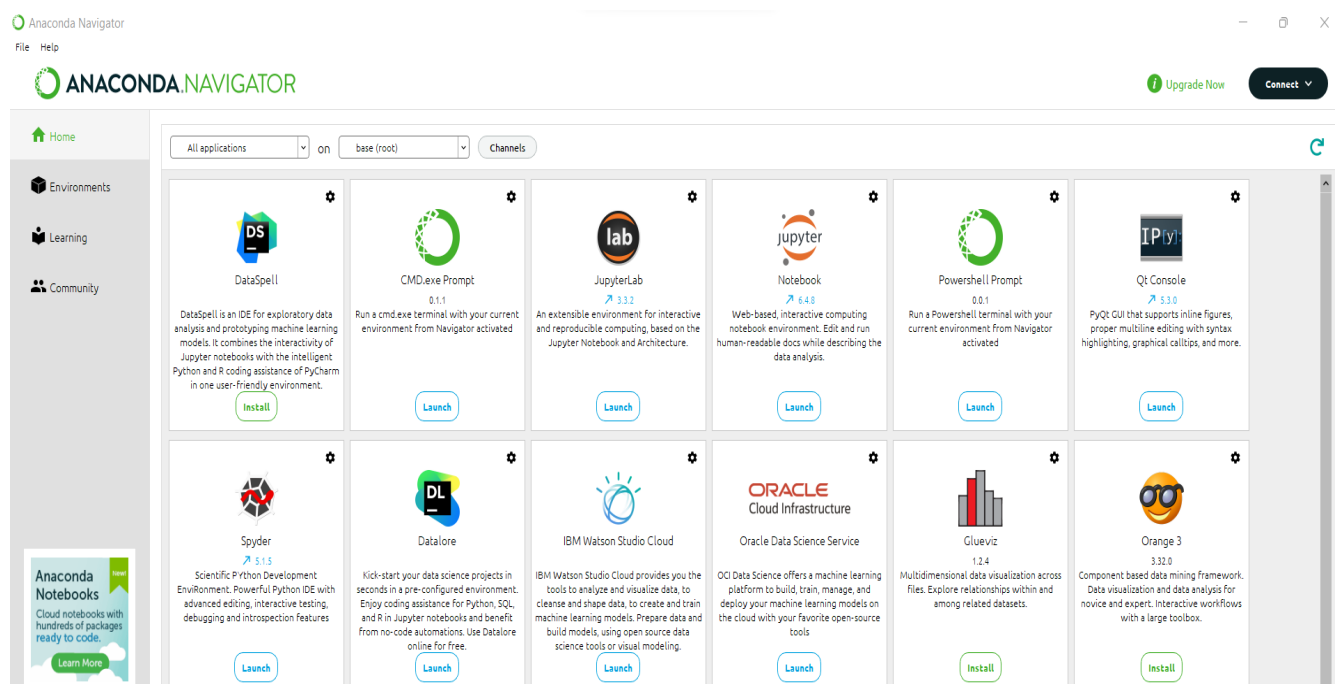 Anaconda Navigator
File Help
ANACONDA.NAVIGATOR
i Upgrade Now Connect
Home
Environments
Learning
Community
All applications on base (root) Channels
DS
DataSpell
DataSpell is an IDE for exploratory data
analysis and prototyping machine learning
models. It combines the interactivity of
Jupyter notebooks with the intelligent
Python and R coding assistance of PyCharm
in one user-friendly environment.
Install
CMD.exe Prompt
0.1.1
Run a cmd.exe terminal with your current
environment from Navigator activated
Launch
lab
JupyterLab
3.3.2
An extensible environment for interactive
and reproducible computing, based on the
Jupyter Notebook and Architecture.
Launch
jupyter
Notebook
6.4.8
Web-based, interactive computing
notebook environment. Edit and run
human-readable docs while describing the
data analysis.
Launch
Powershell Prompt
0.0.1
Run a Powershell terminal with your
current environment from Navigator
activated
Launch
IP[y]:
Qt Console
5.3.0
PyQt GUI that supports inline figures,
proper multiline editing with syntax
highlighting, graphical calltips, and more.
Launch
Spyder
5.1.5
Scientific PYthon Development
EnviRonment. Powerful Python IDE with
advanced editing, interactive testing,
debugging and introspection features
Launch
DL
Datalore
Kick-start your data science projects in
seconds in a pre-configured environment.
Enjoy coding assistance for Python, SQL,
and R in Jupyter notebooks and benefit
from no-code automations. Use Datalore
online for free.
Launch
IBM Watson Studio Cloud
IBM Watson Studio Cloud provides you the
tools to analyze and visualize data, to
cleanse and shape data, to create and train
machine learning models. Prepare data and
build models, using open source data
science tools or visual modeling.
Launch
ORACLE
Cloud Infrastructure
Oracle Data Science Service
OCI Data Science offers a machine learning
platform to build, train, manage, and
deploy your machine learning models on
the cloud with your favorite open-source
tools
Launch
Glueviz
1.2.4
Multidimensional data visualization across
files. Explore relationships within and
among related datasets.
Install
Orange 3
3.32.0
Component based data mining framework.
Data visualization and data analysis for
novice and expert. Interactive workflows
with a large toolbox.
Install
New!
Anaconda
Notebooks
Cloud notebooks with
hundreds of packages
ready to code.
Learn More